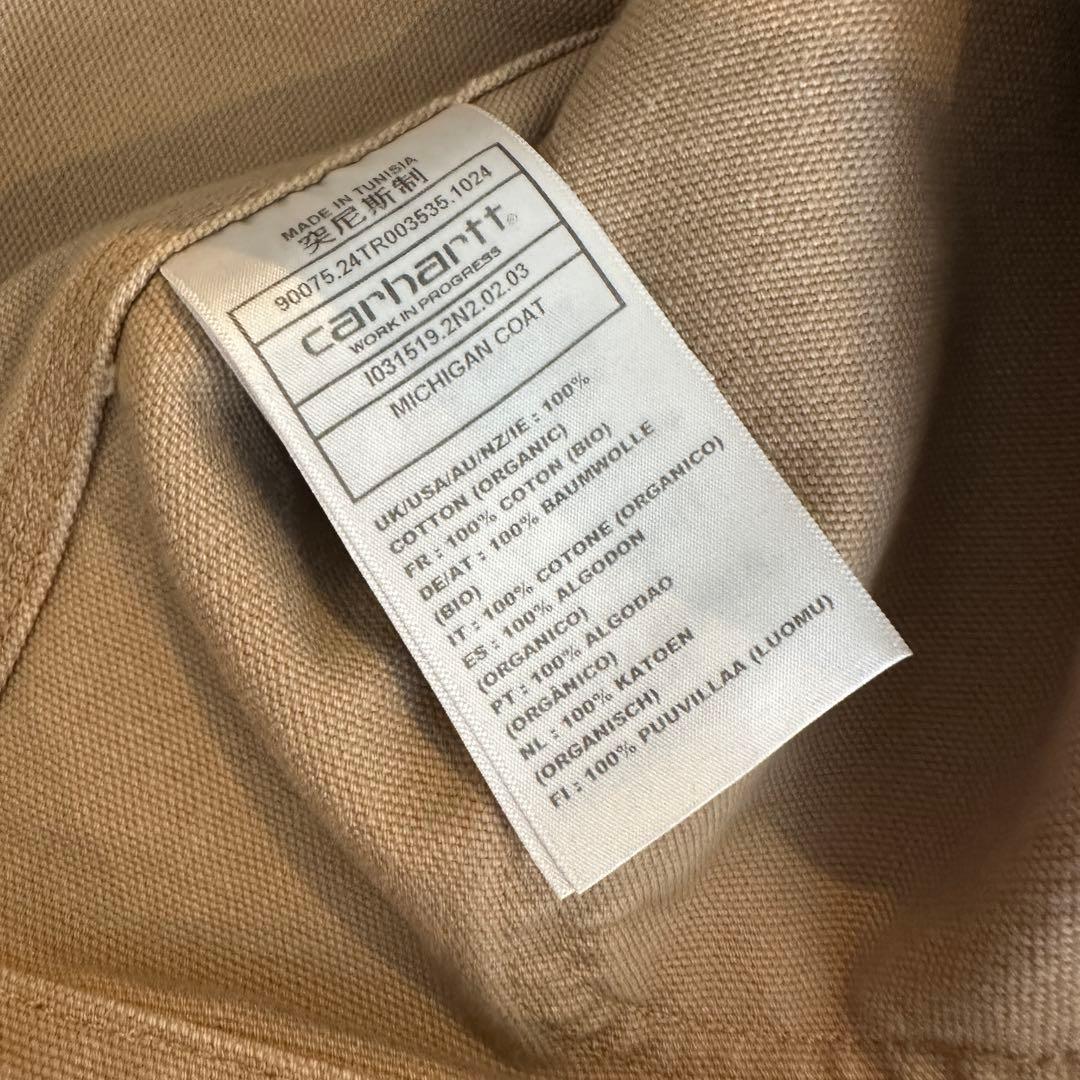 MADE IN TUNISIA
突尼斯制
90075.24TR003535.1024
carhartt®
WORK IN PROGRESS
I031519.2N2.02.03
MICHIGAN COAT
UK/USA/AU/NZ/IE : 100%
COTTON (ORGANIC)
FR : 100% COTON (BIO)
DE/AT : 100% BAUMWOLLE
(BIO)
IT : 100% COTONE (ORGANICO)
ES : 100% ALGODON
(ORGANICO)
PT : 100% ALGODAO
(ORGÀNICO)
NL : 100% KATOEN
(ORGANISCH)
FI : 100% PUUVILLAA (LUOMU)